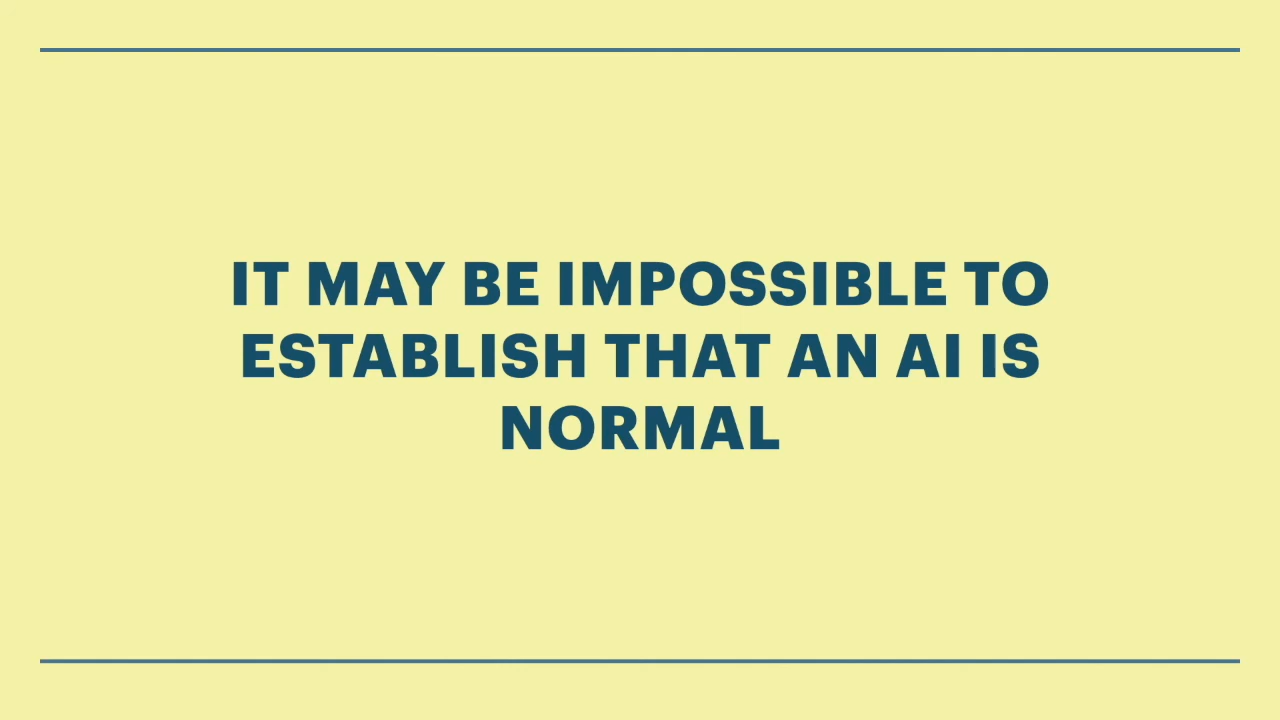 IT MAY BE IMPOSSIBLE TO
ESTABLISH THAT AN AI IS
NORMAL